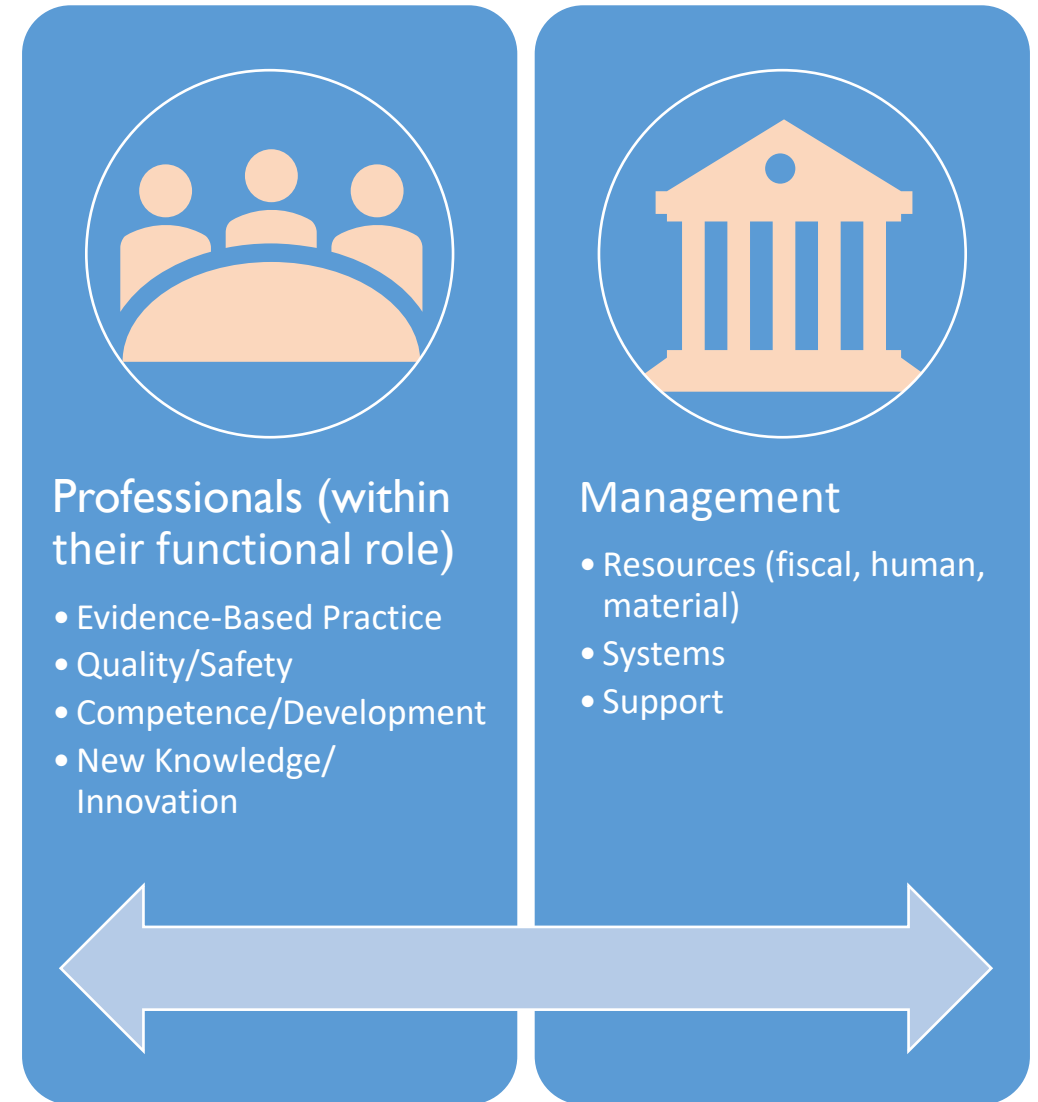 Professionals (within
their functional role)
• Evidence-Based Practice
• Quality/Safety
• Competence/Development
• New Knowledge/
Innovation
Management
• Resources (fiscal, human,
material)
• Systems
• Support